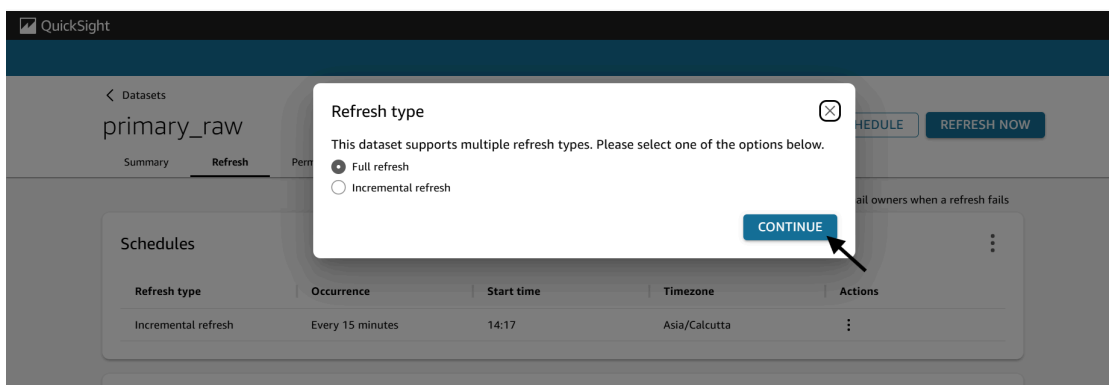 QuickSight
Datasets
primary_raw
HEDULE
REFRESH NOW
Summary
Refresh
Perm
Refresh type
This dataset supports multiple refresh types. Please select one of the options below.
Full refresh
Incremental refresh
CONTINUE
ail owners when a refresh fails
Schedules
Refresh type Occurrence Start time Timezone Actions
Incremental refresh Every 15 minutes 14:17 Asia/Calcutta